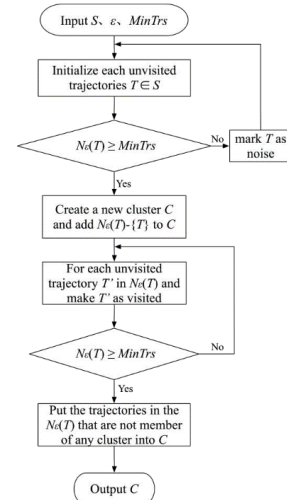 Input S、ε、MinTrs
Initialize each unvisited
trajectories T∈S
Nε(T) ≥ MinTrs
No
mark T as
noise
Yes
Create a new cluster C
and add Nε(T)-{T} to C
For each unvisited
trajectory T' in Nε(T) and
make T' as visited
Nε(T) ≥ MinTrs
No
Yes
Put the trajectories in the
Nε(T) that are not member
of any cluster into C
Output C